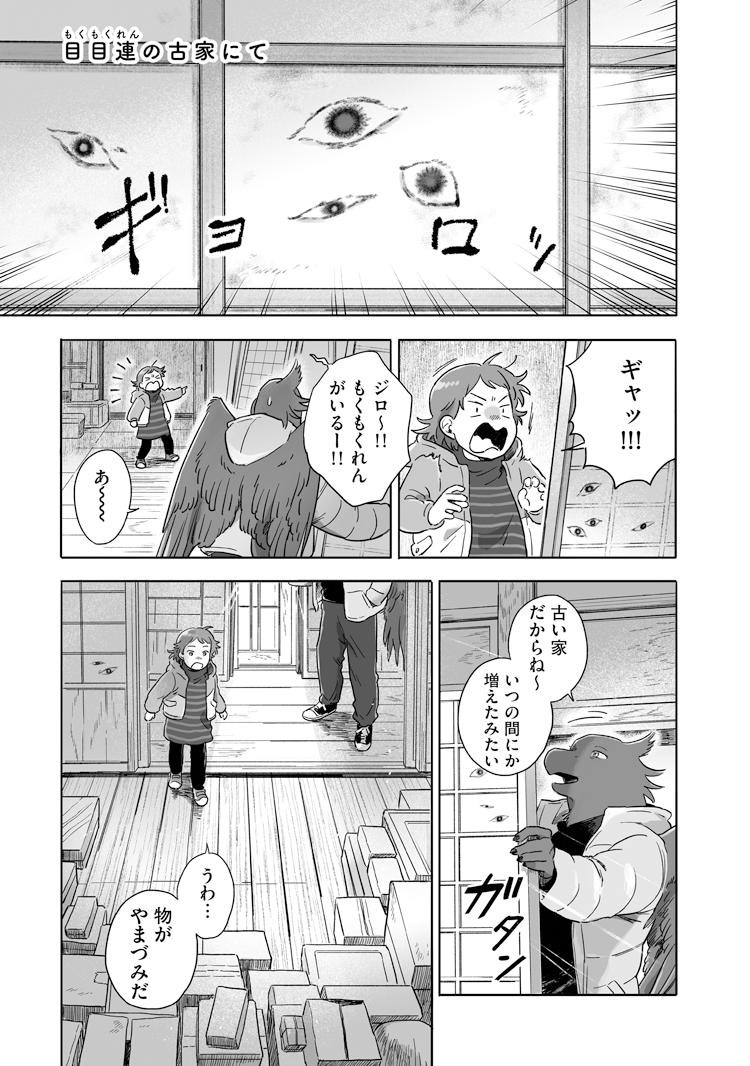 もくもくれん
目目連の古家にて
ギョロッ!!
ギャッ!!!
ジロ〜!!
もくもくれん
がいるー!!
あ〜〜
古い家
だからね〜
いつの間にか
増えたみたい
ガタン
うわ…
物が
やまづみだ